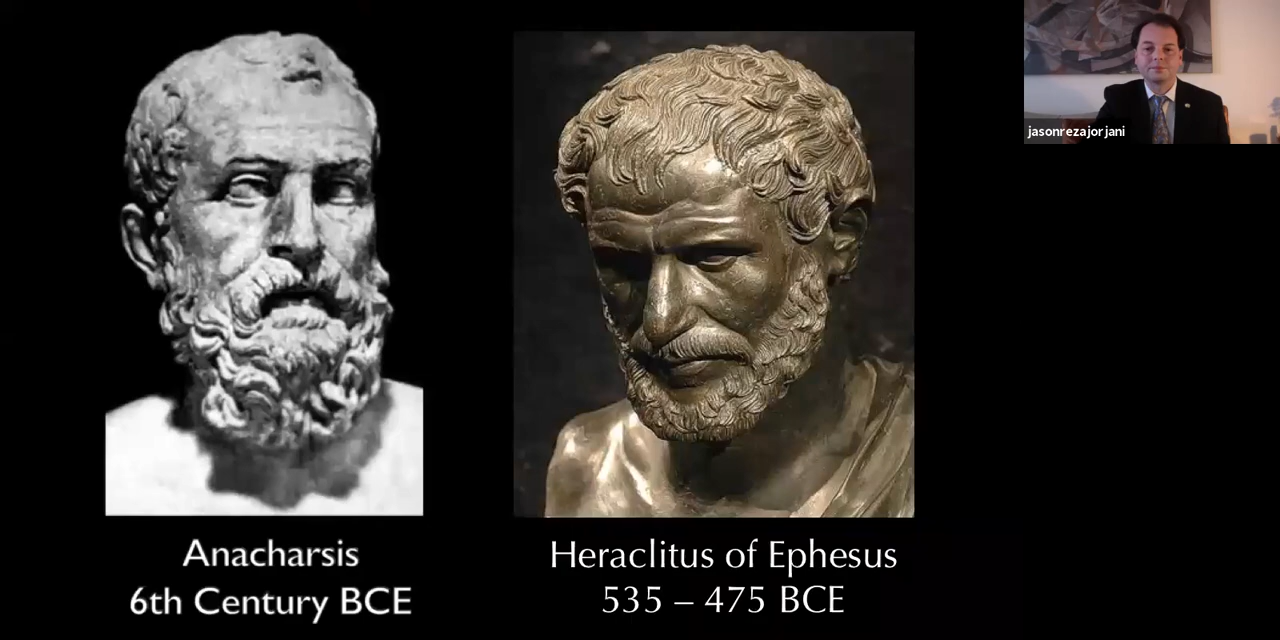 jasonrezajorjani
Anacharsis
6th Century BCE
Heraclitus of Ephesus
535 – 475 BCE